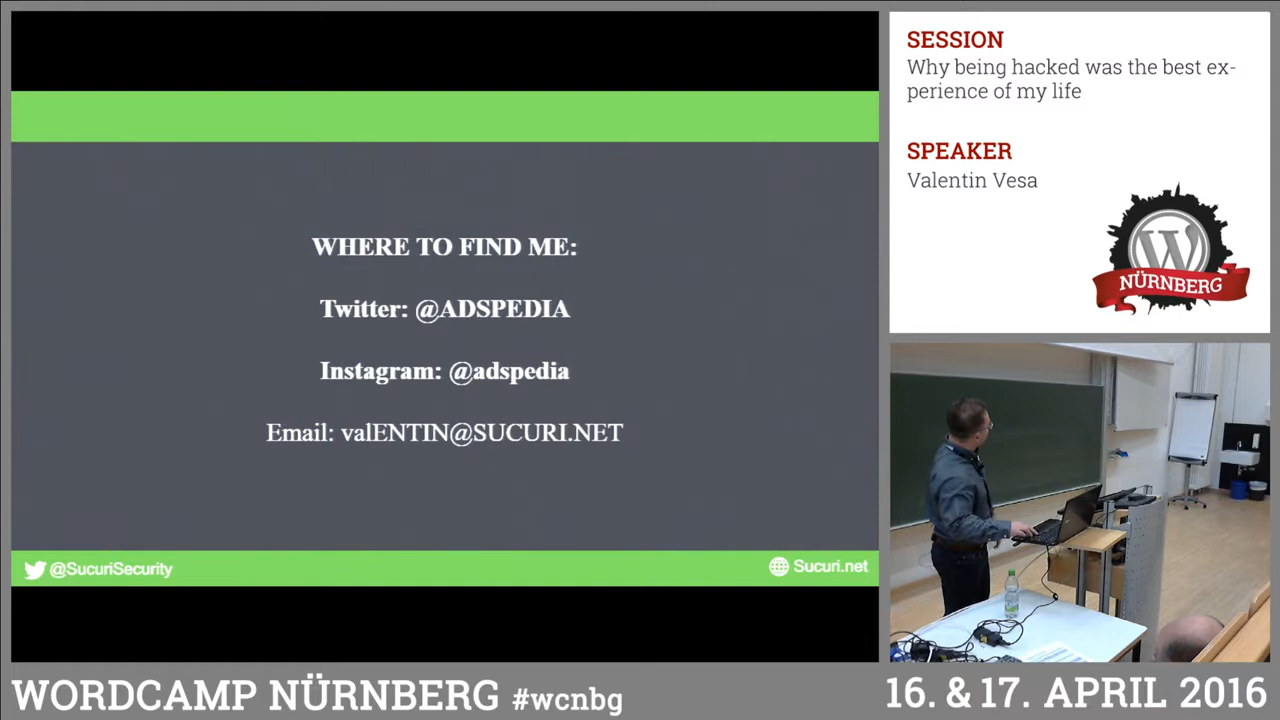 WHERE TO FIND ME:
Twitter: @ADSPEDIA
Instagram: @adspedia
Email: valENTIN@SUCURI.NET
@SucuriSecurity
Sucuri.net
SESSION
Why being hacked was the best ex-
perience of my life
SPEAKER
Valentin Vesa
W
NÜRNBERG
WORDCAMP NÜRNBERG #wcnbg
16. & 17. APRIL 2016